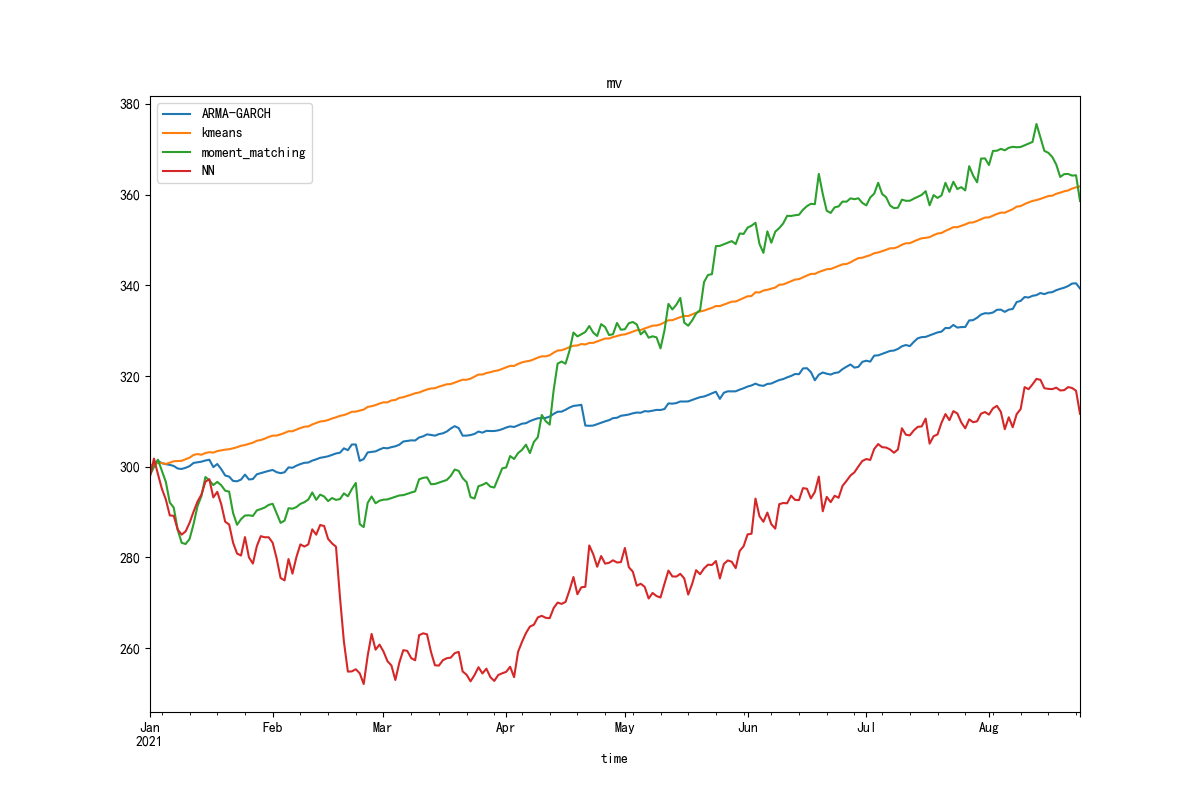 mv
380
360
340
320
300
280
260
ARMA-GARCH
kmeans
moment_matching
NN
Jan Feb Mar Apr May Jun Jul Aug
2021
time